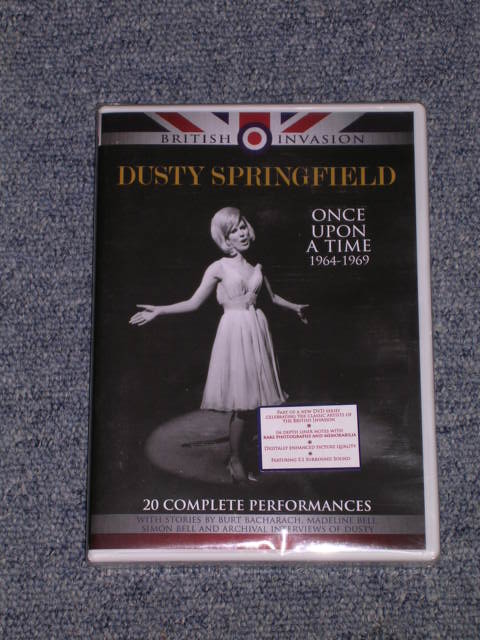 BRITISH INVASION
DUSTY SPRINGFIELD
ONCE
UPON
A TIME
1964-1969
PART OF A NEW DVD SERIES
CELEBRATING THE CLASSIC ARTISTS OF
THE BRITISH INVASION
IN DEPTH LINER NOTES WITH
RARE PHOTOGRAPHS AND MEMORABILIA
DIGITALLY ENHANCED PICTURE QUALITY
FEATURING 5.1 SURROUND SOUND
20 COMPLETE PERFORMANCES
WITH STORIES BY BURT BACHARACH, MADELINE BELL,
SIMON BELL AND ARCHIVAL INTERVIEWS OF DUSTY